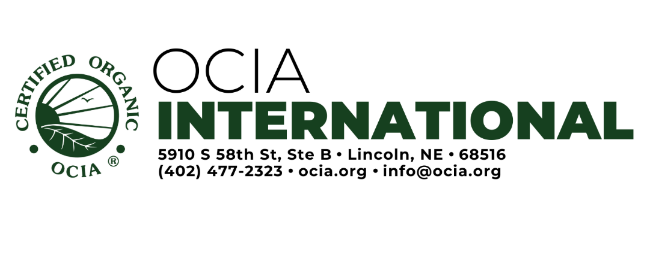 CERTIFIED ORGANIC
• OCIA •
®
OCIA
INTERNATIONAL
5910 S 58th St, Ste B • Lincoln, NE • 68516
(402) 477-2323 • ocia.org • info@ocia.org